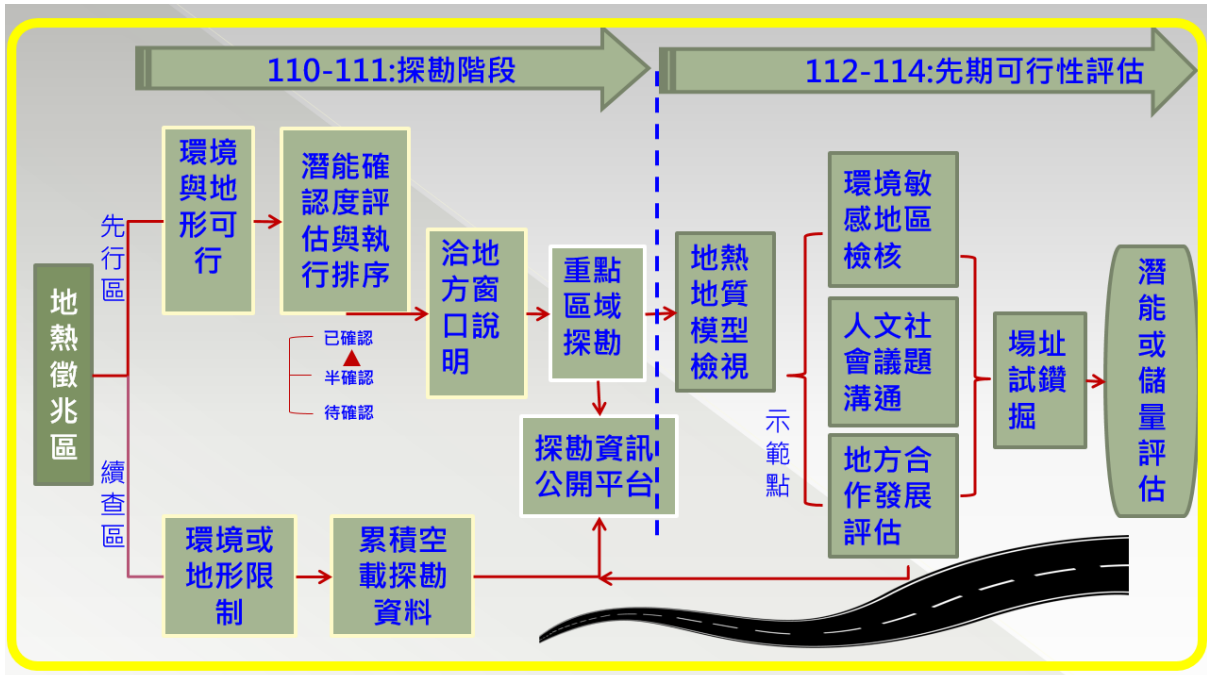 110-111:探勘階段
112-114:先期可行性評估
地
熱
徵
兆
區
先
行
區
續
查
區
環境
與地
形可
行
潛能確
認度評
估與執
行排序
已確認
半確認
待確認
洽地
方窗
口說
明
重點
區域
探勘
探勘資訊
公開平台
環境或
地形限
制
累積空
載探勘
資料
地熱
地質
模型
檢視
示
範
點
環境敏
感地區
檢核
人文社
會議題
溝通
地方合
作發展
評估
場址
試鑽
掘
潛
能
或
儲
量
評
估